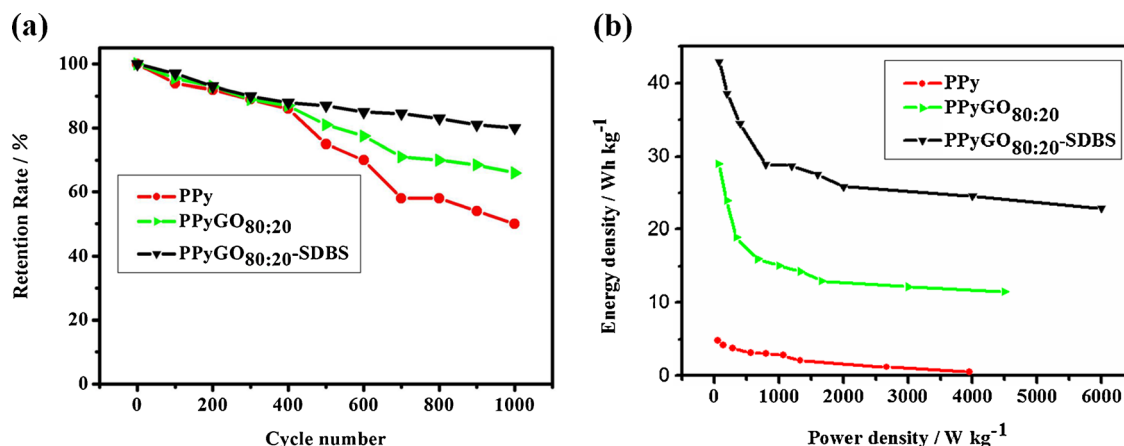 (a)
100
80
60
40
20
0
Retention Rate / %
PPy
PPyGO80:20
PPyGO80:20-SDBS
0 200 400 600 800 1000
Cycle number
(b)
40
30
20
10
0
Energy density / Wh kg-1
PPy
PPyGO80:20
PPyGO80:20-SDBS
0 1000 2000 3000 4000 5000 6000
Power density / W kg-1